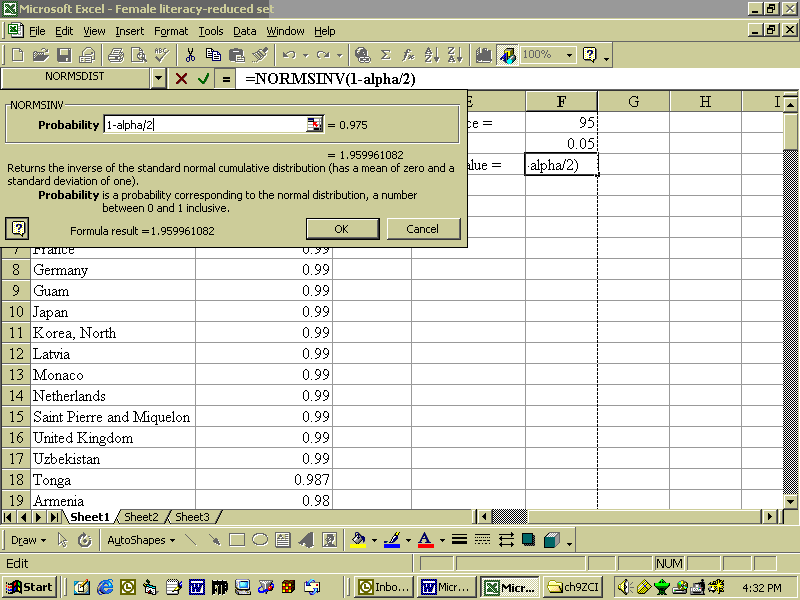 Microsoft Excel - Female literacy-reduced set
File Edit View Insert Format Tools Data Window Help
100%
NORMSDIST = =NORMSINV(1-alpha/2)
E F G H I
NORMSINV
Probability 1-alpha/2 = 0.975
= 1.959961082
Returns the inverse of the standard normal cumulative distribution (has a mean of zero and a
standard deviation of one).
Probability is a probability corresponding to the normal distribution, a number
between 0 and 1 inclusive.
Formula result =1.959961082
OK Cancel
ce = 95
0.05
alue = alpha/2)
7 France 0.99
8 Germany 0.99
9 Guam 0.99
10 Japan 0.99
11 Korea, North 0.99
12 Latvia 0.99
13 Monaco 0.99
14 Netherlands 0.99
15 Saint Pierre and Miquelon 0.99
16 United Kingdom 0.99
17 Uzbekistan 0.99
18 Tonga 0.987
19 Armenia 0.98
Sheet1 Sheet2 Sheet3
Draw AutoShapes
Edit NUM
Start Inbo... Micr... Micr... ch9ZCI 4:32 PM